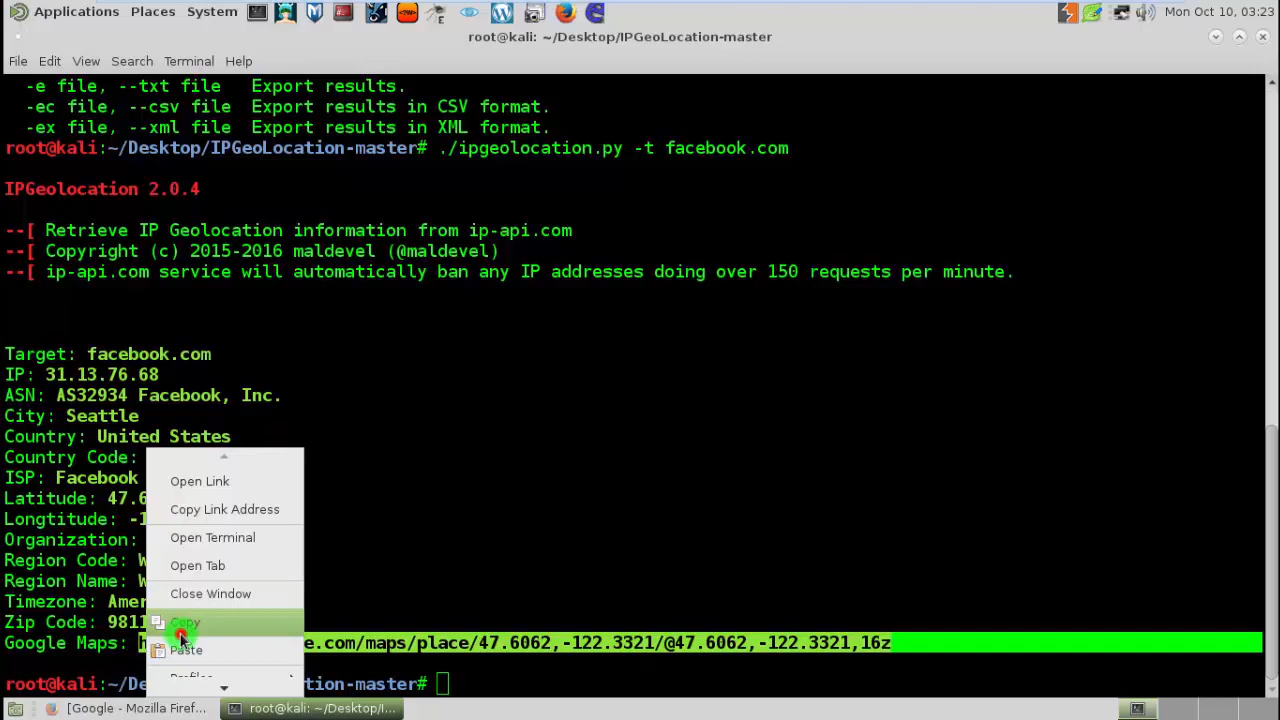 Applications Places System
Mon Oct 10, 03:23
root@kali: ~/Desktop/IPGeoLocation-master
File Edit View Search Terminal Help
-e file, --txt file Export results.
-ec file, --csv file Export results in CSV format.
-ex file, --xml file Export results in XML format.
root@kali:~/Desktop/IPGeoLocation-master# ./ipgeolocation.py -t facebook.com
IPGeolocation 2.0.4
--[ Retrieve IP Geolocation information from ip-api.com
--[ Copyright (c) 2015-2016 maldevel (@maldevel)
--[ ip-api.com service will automatically ban any IP addresses doing over 150 requests per minute.
Target: facebook.com
IP: 31.13.76.68
ASN: AS32934 Facebook, Inc.
City: Seattle
Country: United States
Country Code:
ISP: Facebook
Latitude: 47.6
Longtitude: -1
Organization:
Region Code: W
Region Name: W
Timezone: Amer
Zip Code: 9811
Google Maps: h e.com/maps/place/47.6062,-122.3321/@47.6062,-122.3321,16z
root@kali:~/De tion-master#
Open Link
Copy Link Address
Open Terminal
Open Tab
Close Window
Copy
Paste
[Google - Mozilla Firef...
root@kali: ~/Desktop/I...